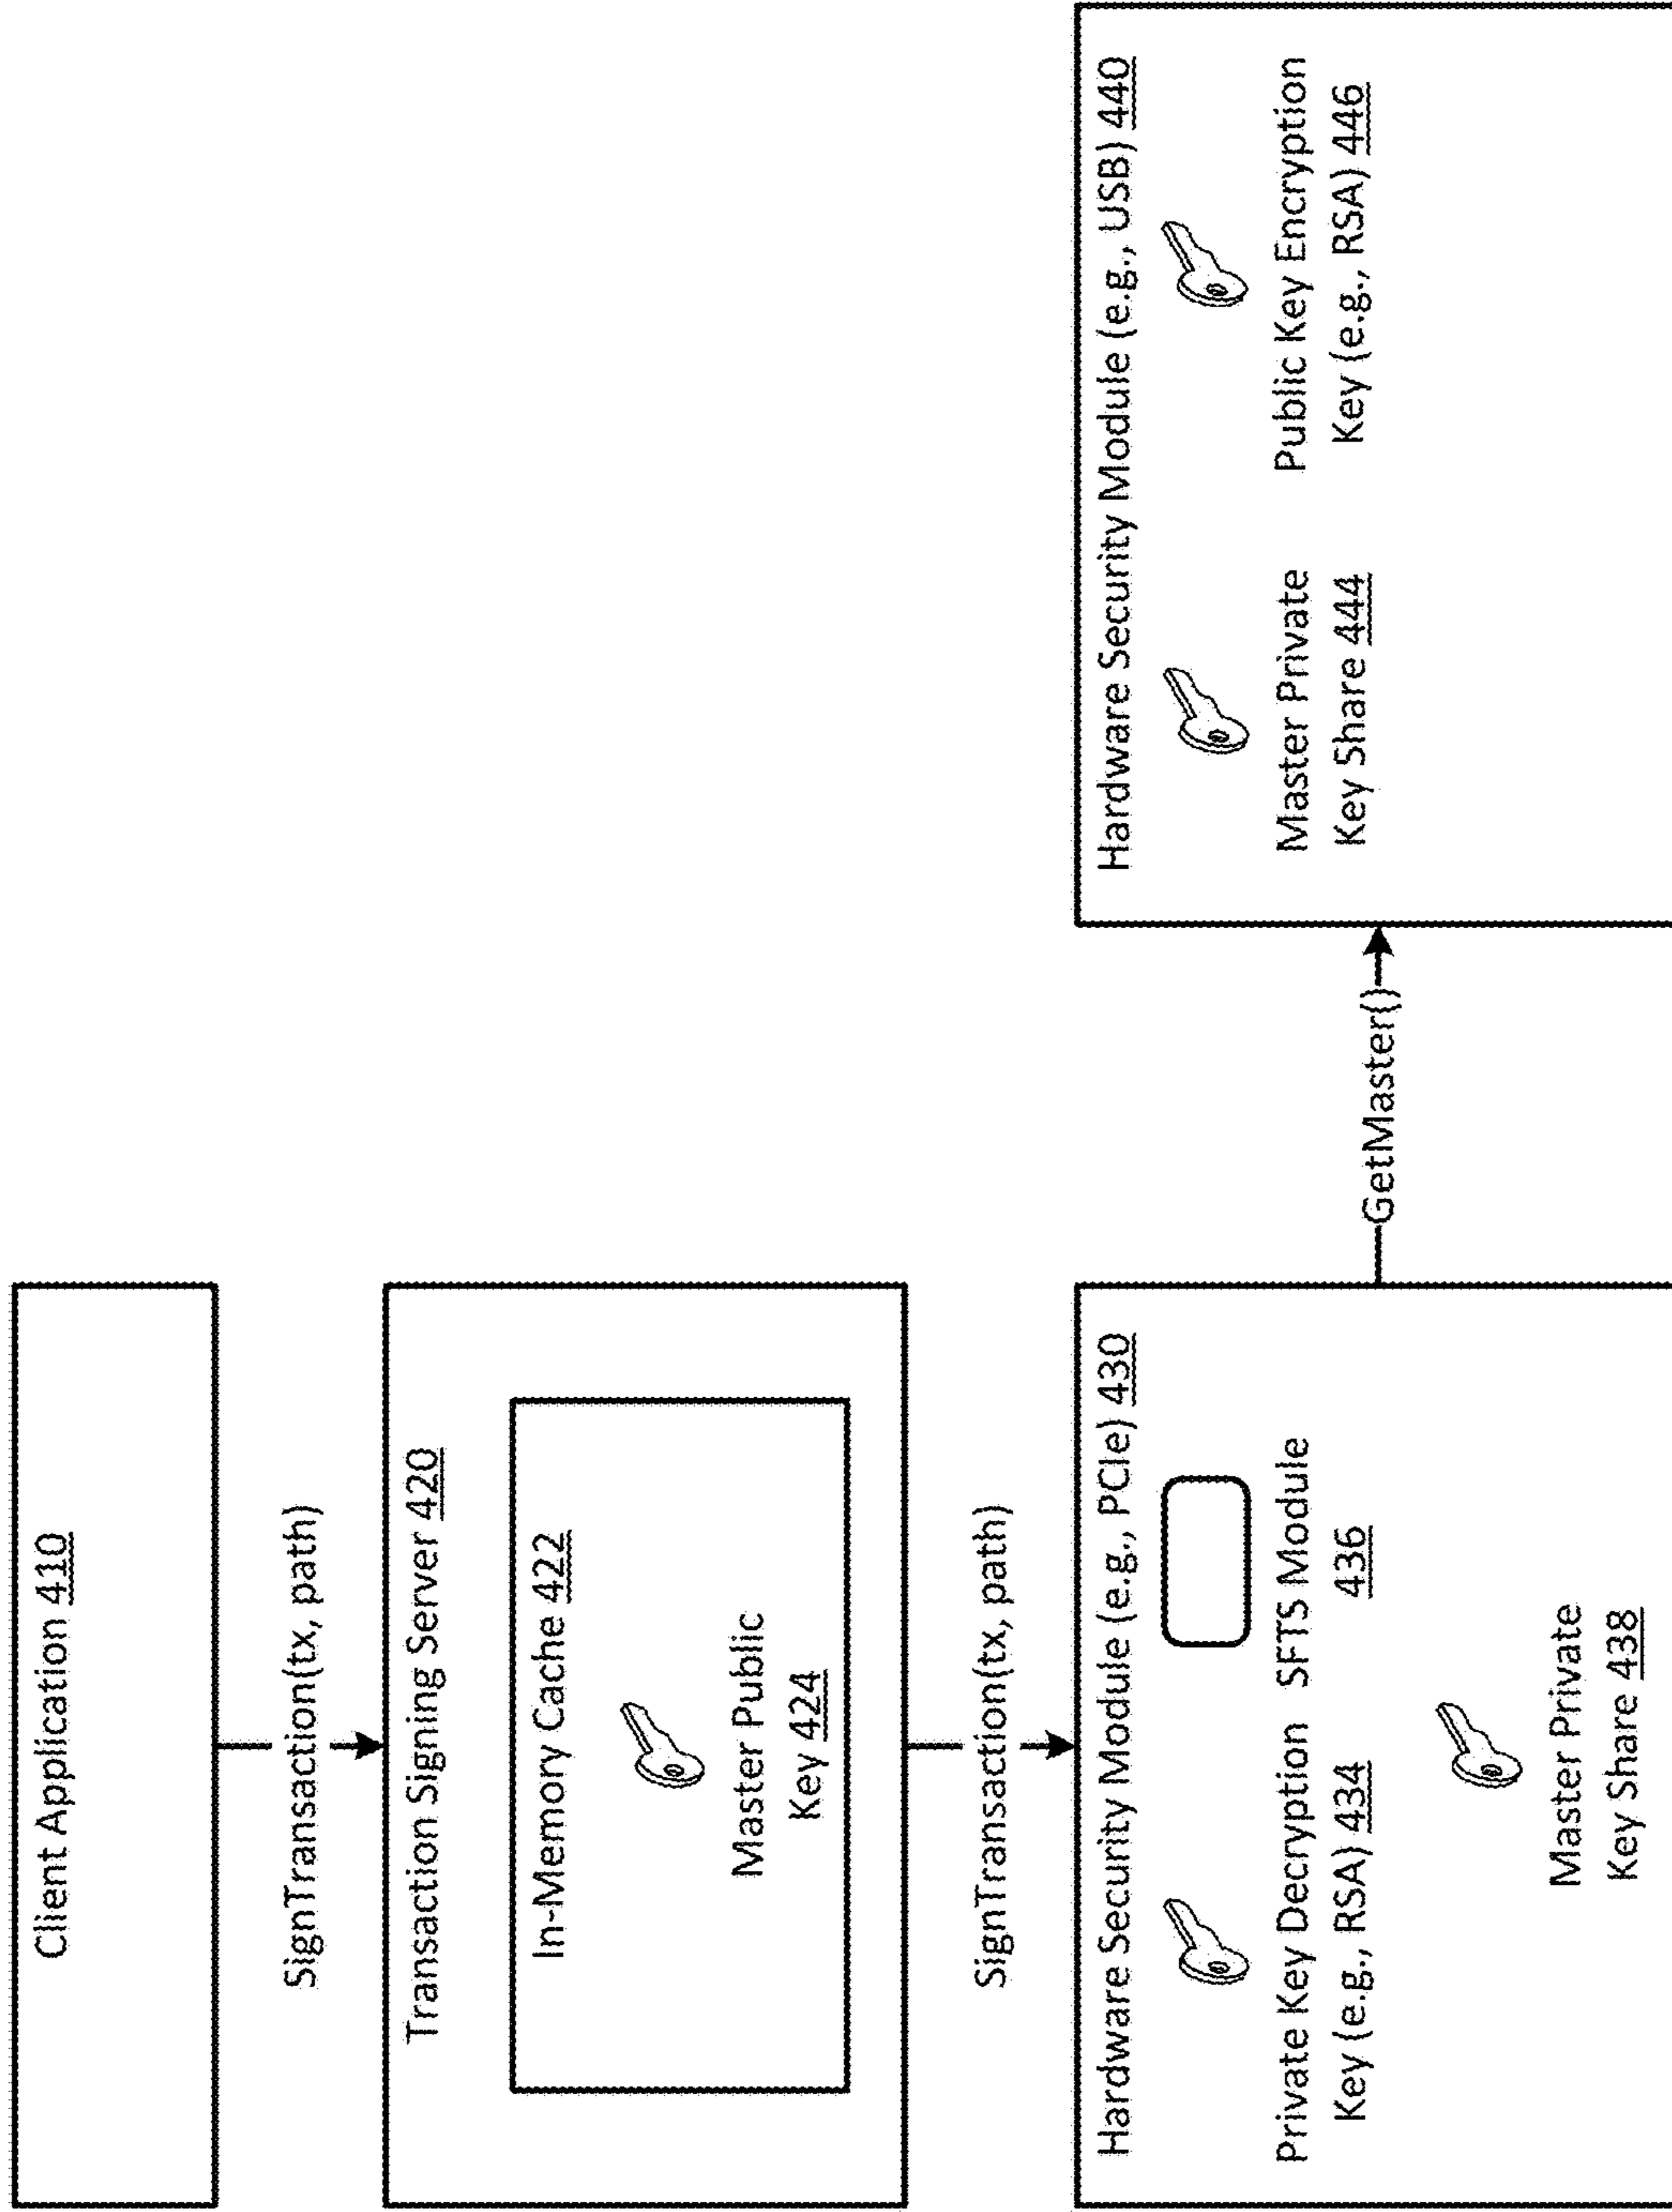 Client Application 410
SignTransaction(tx, path)
Transaction Signing Server 420
In-Memory Cache 422
Master Public
Key 424
SignTransaction(tx, path)
Hardware Security Module (e.g., PCIe) 430
Private Key Decryption
Key (e.g., RSA) 434
SFTS Module
436
Master Private
Key Share 438
GetMaster()
Hardware Security Module (e.g., USB) 440
Master Private
Key Share 444
Public Key Encryption
Key (e.g., RSA) 446